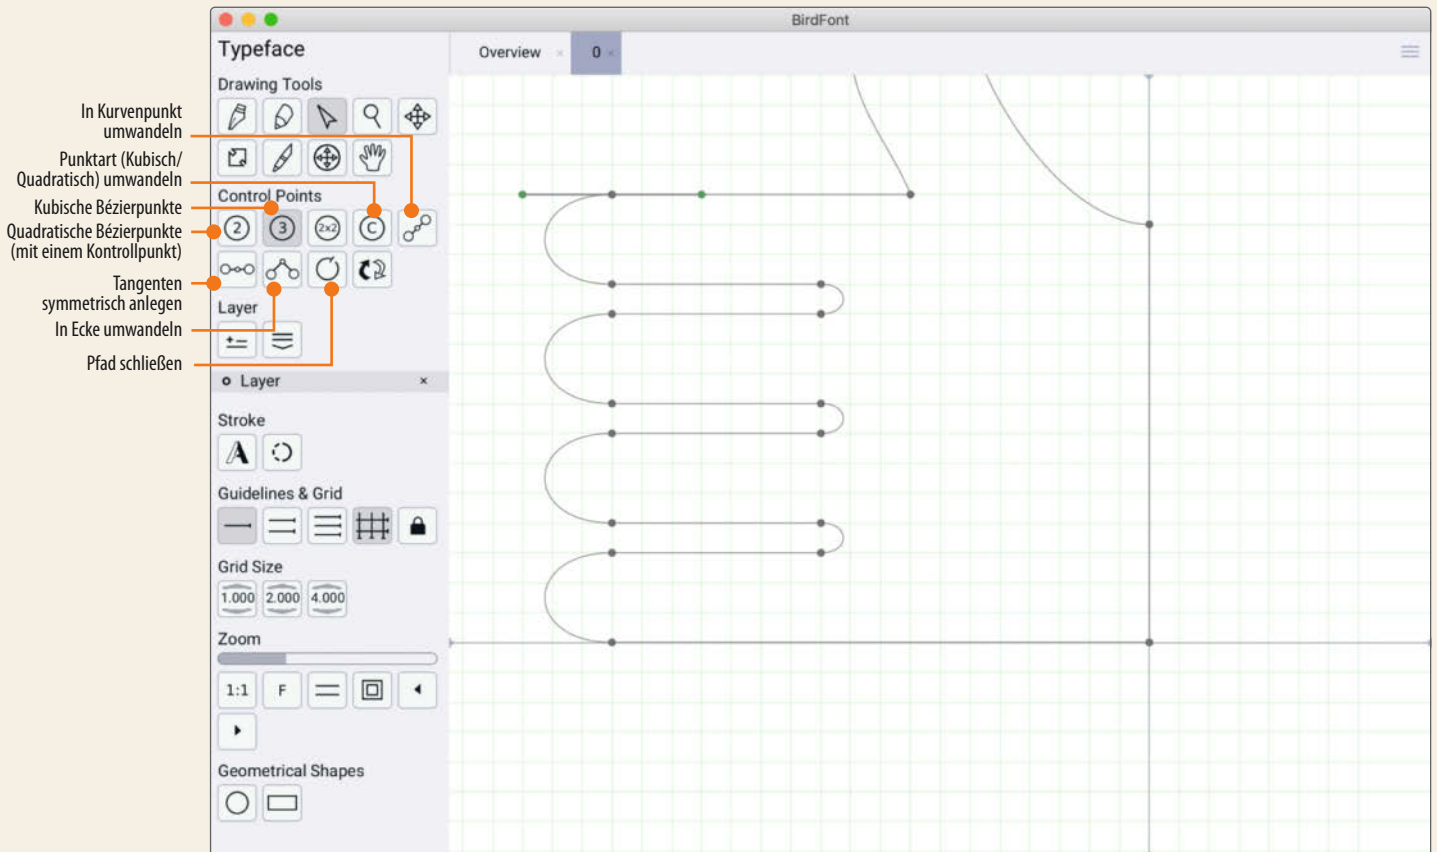 BirdFont
Typeface
Overview × 0 ×
Drawing Tools
In Kurvenpunkt
umwandeln
Punktart (Kubisch/
Quadratisch) umwandeln
Kubische Bézierpunkte
Quadratische Bézierpunkte
(mit einem Kontrollpunkt)
Tangenten
symmetrisch anlegen
In Ecke umwandeln
Pfad schließen
Control Points
2 3 2x2 C
Layer
Layer ×
Stroke
A
Guidelines & Grid
Grid Size
1.000 2.000 4.000
Zoom
1:1 F
Geometrical Shapes